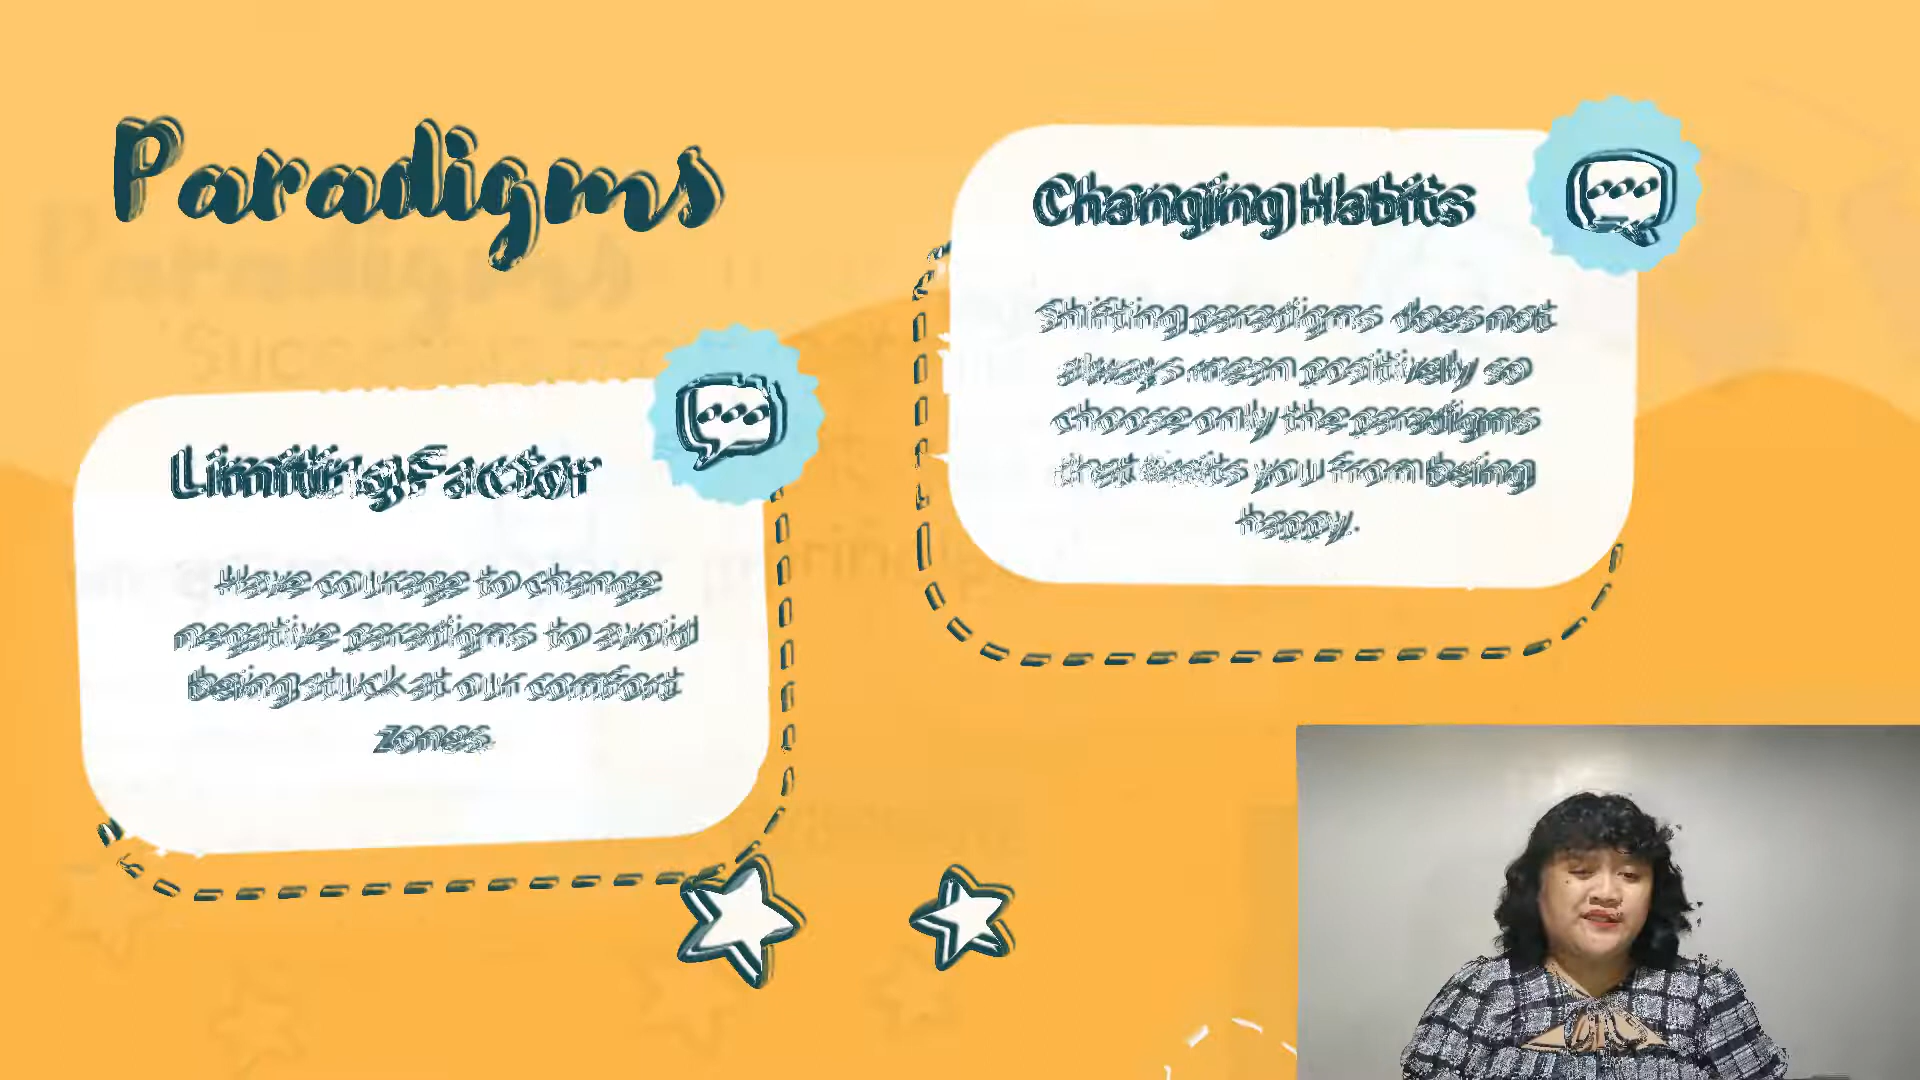 Paradigms
Limiting Factor
Have courage to change
negative paradigms to avoid
being stuck at our comfort
zones.
Changing Habits
Shifting paradigms does not
always mean positively so
choose only the paradigms
that limits you from being
happy.